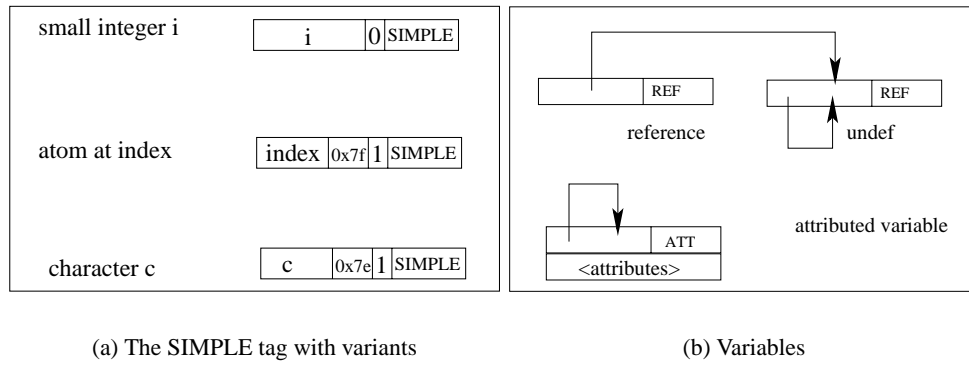 small integer i
i 0 SIMPLE
atom at index
index 0x7f 1 SIMPLE
character c
c 0x7e 1 SIMPLE
(a) The SIMPLE tag with variants
REF REF
reference undef
attributed variable
ATT
<attributes>
(b) Variables